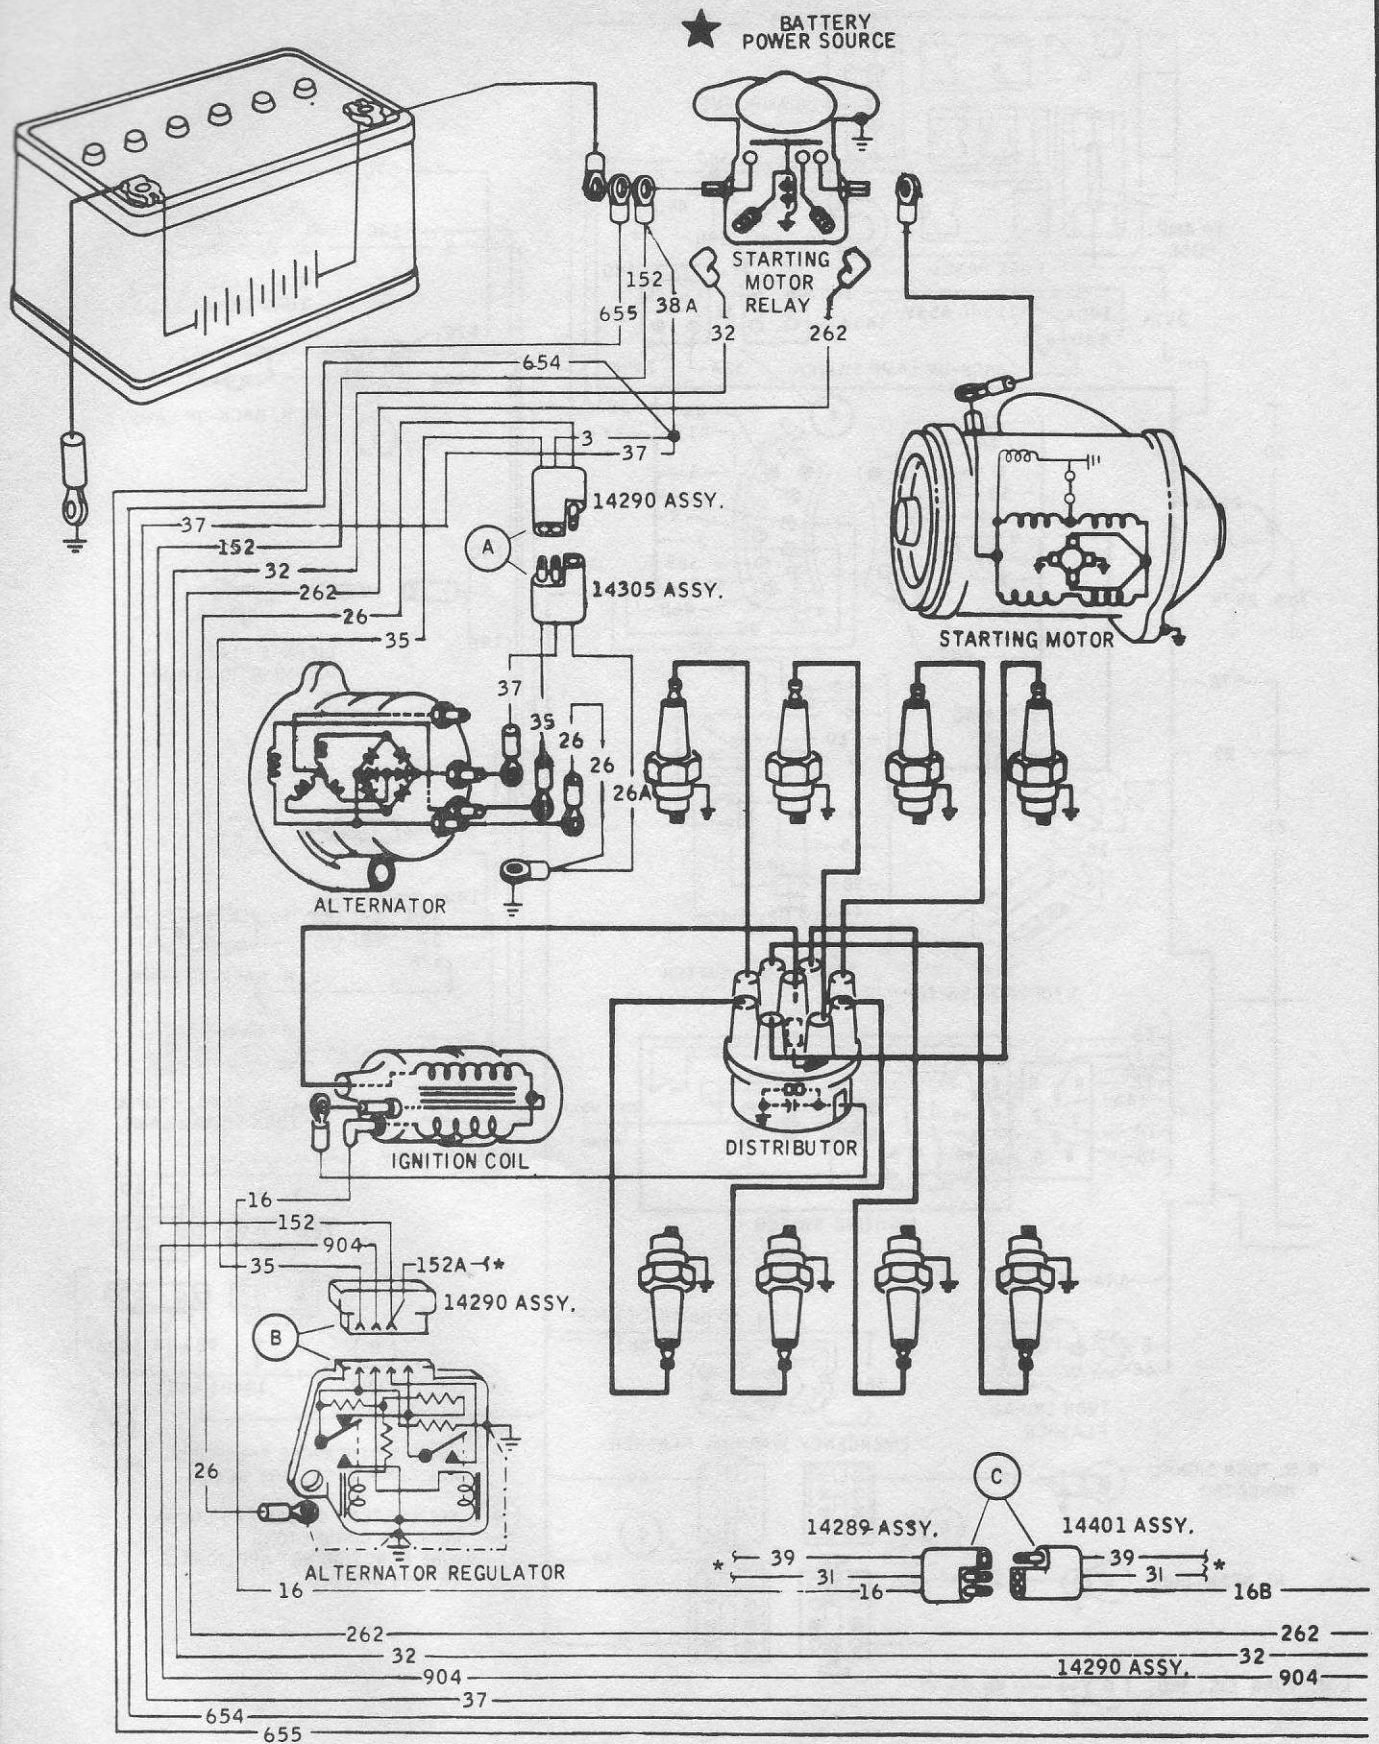 ★ BATTERY
POWER SOURCE
STARTING
MOTOR
RELAY
152
655
38A
32
262
654
3
37
14290 ASSY.
37
A
152
32
14305 ASSY.
262
26
35
STARTING MOTOR
37
35
26
26
26A
ALTERNATOR
DISTRIBUTOR
IGNITION COIL
16
152
904
35
152A *
14290 ASSY.
B
26
C
14289 ASSY.
14401 ASSY.
* 39
39 *
31
31
ALTERNATOR REGULATOR
16
16
16B
262
262
32
32
14290 ASSY.
904
904
37
654
655